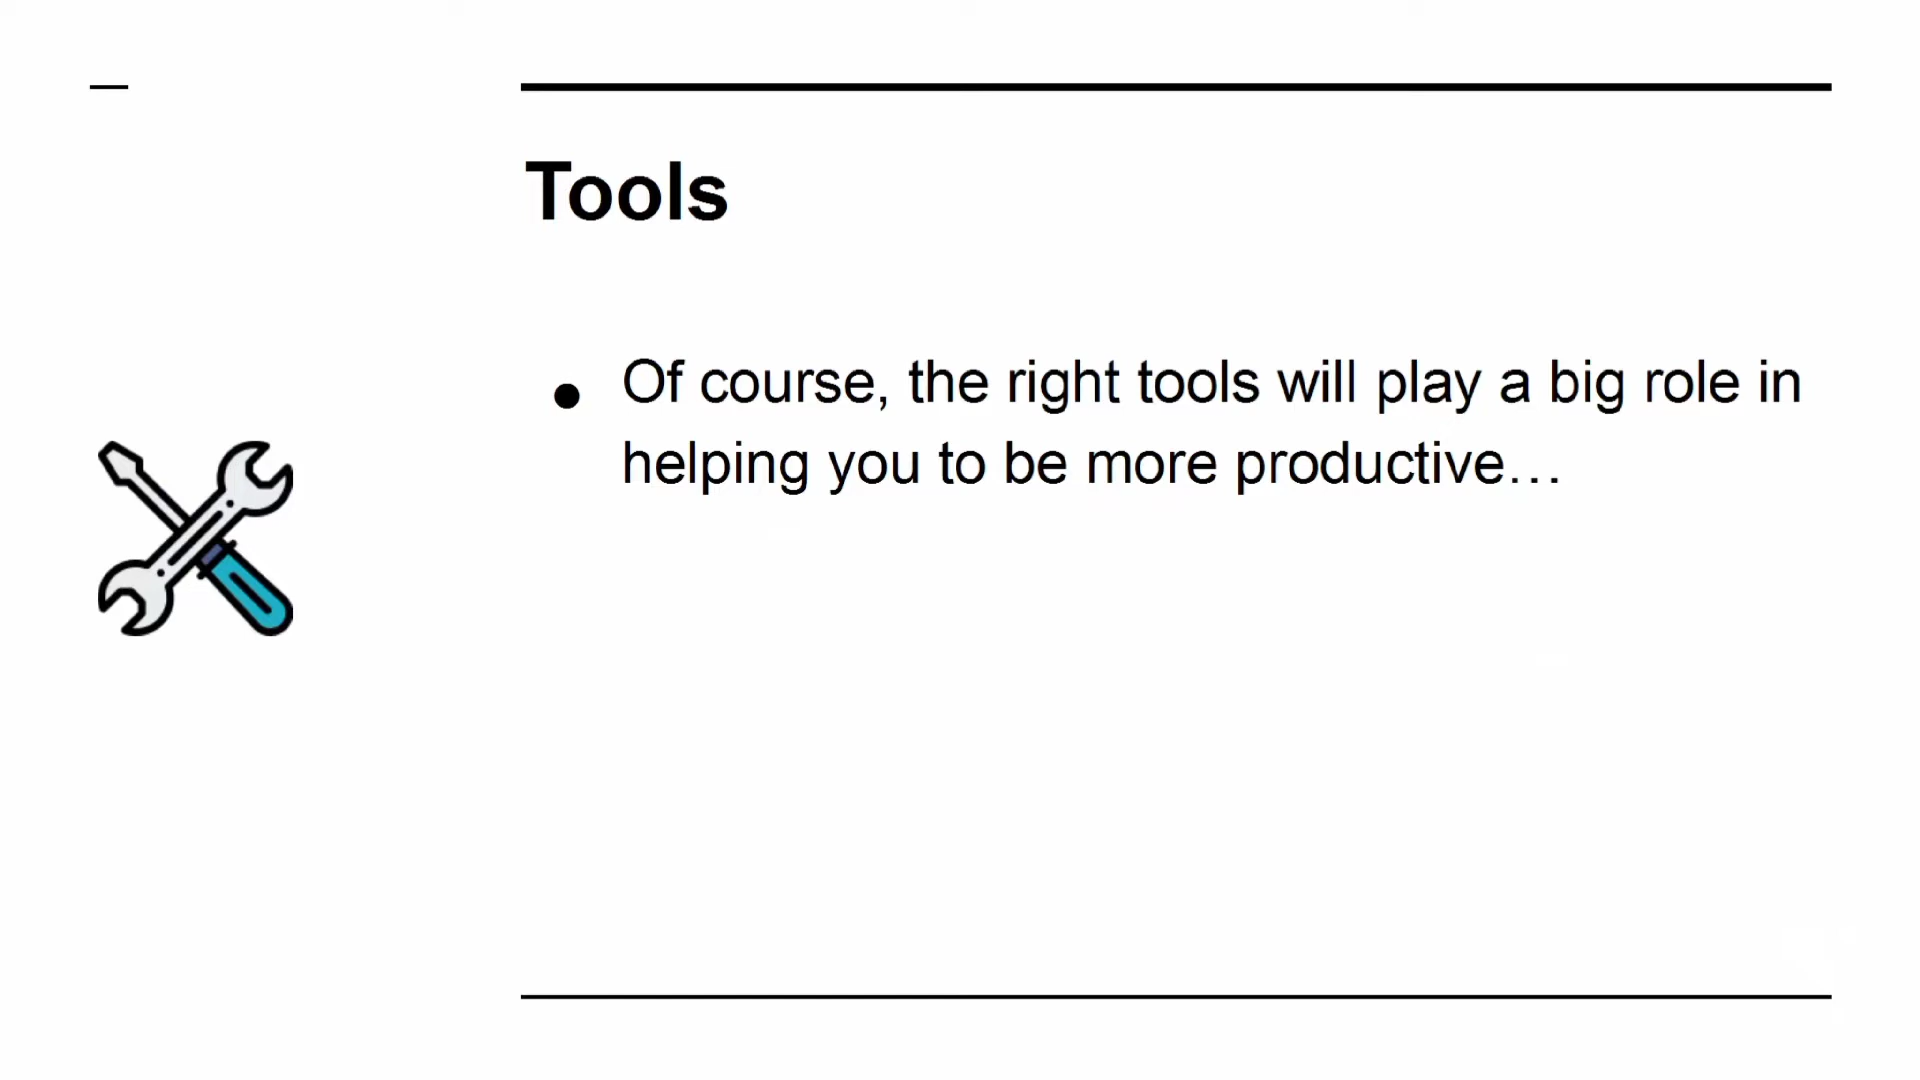 Tools
● Of course, the right tools will play a big role in
helping you to be more productive…